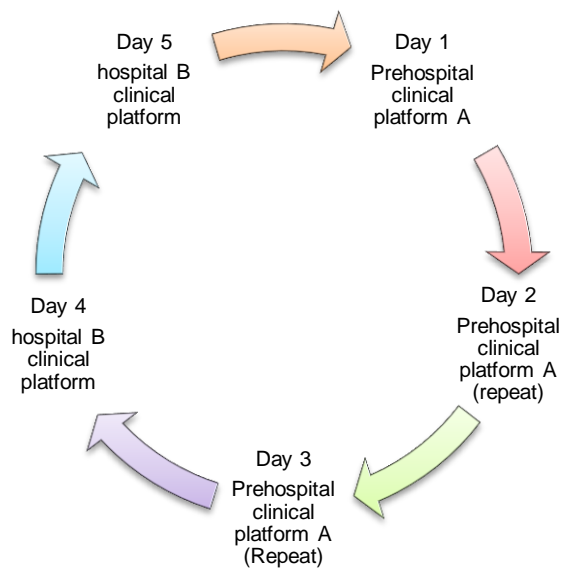 Day 1
Prehospital
clinical
platform A
Day 2
Prehospital
clinical
platform A
(repeat)
Day 3
Prehospital
clinical
platform A
(Repeat)
Day 4
hospital B
clinical
platform
Day 5
hospital B
clinical
platform